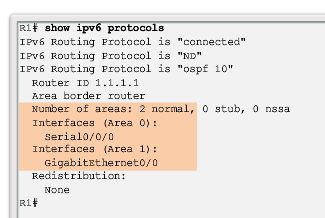 R1# show ipv6 protocols
IPv6 Routing Protocol is "connected"
IPv6 Routing Protocol is "ND"
IPv6 Routing Protocol is "ospf 10"
Router ID 1.1.1.1
Area border router
Number of areas: 2 normal, 0 stub, 0 nssa
Interfaces (Area 0):
Serial0/0/0
Interfaces (Area 1):
GigabitEthernet0/0
Redistribution:
None
R1#